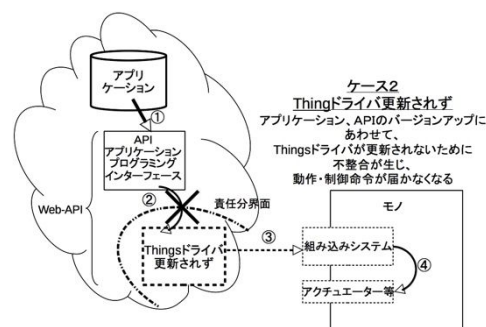 アプリ
ケーション
①
API
アプリケーション
プログラミング
インターフェース
②
Web-API
責任分界面
Thingsドライバ
更新されず
③
ケース2
Thingドライバ更新されず
アプリケーション、APIのバージョンアップに
あわせて、
Thingsドライバが更新されないために
不整合が生じ、
動作・制御命令が届かなくなる
モノ
組み込みシステム
④
アクチュエーター等